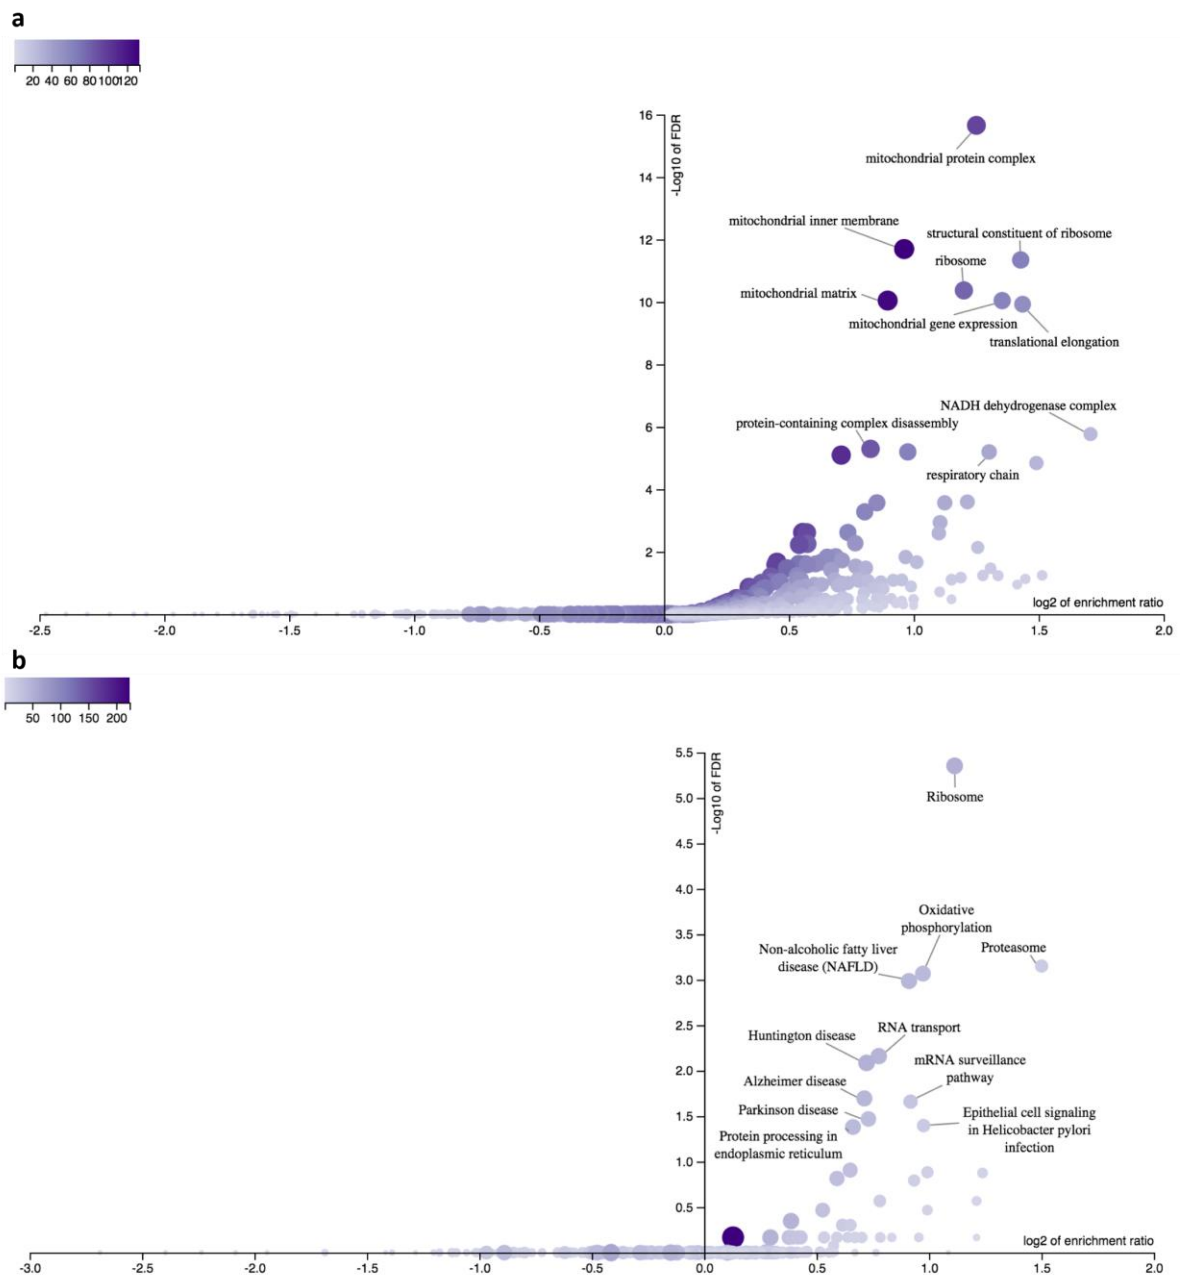 a
20 40 60 80 100 120
16
-Log10 of FDR
mitochondrial protein complex
14
mitochondrial inner membrane
structural constituent of ribosome
12
ribosome
mitochondrial matrix
10
mitochondrial gene expression
translational elongation
8
NADH dehydrogenase complex
protein-containing complex disassembly
6
respiratory chain
4
2
log2 of enrichment ratio
-2.5 -2.0 -1.5 -1.0 -0.5 0.0 0.5 1.0 1.5 2.0
b
50 100 150 200
5.5
-Log10 of FDR
Ribosome
5.0
4.5
4.0
Oxidative
phosphorylation
3.5
Non-alcoholic fatty liver
disease (NAFLD)
Proteasome
3.0
2.5
Huntington disease
RNA transport
2.0
mRNA surveillance
pathway
Alzheimer disease
Parkinson disease
1.5
Epithelial cell signaling
in Helicobacter pylori
infection
Protein processing in
endoplasmic reticulum
1.0
0.5
log2 of enrichment ratio
-3.0 -2.5 -2.0 -1.5 -1.0 -0.5 0.0 0.5 1.0 1.5 2.0